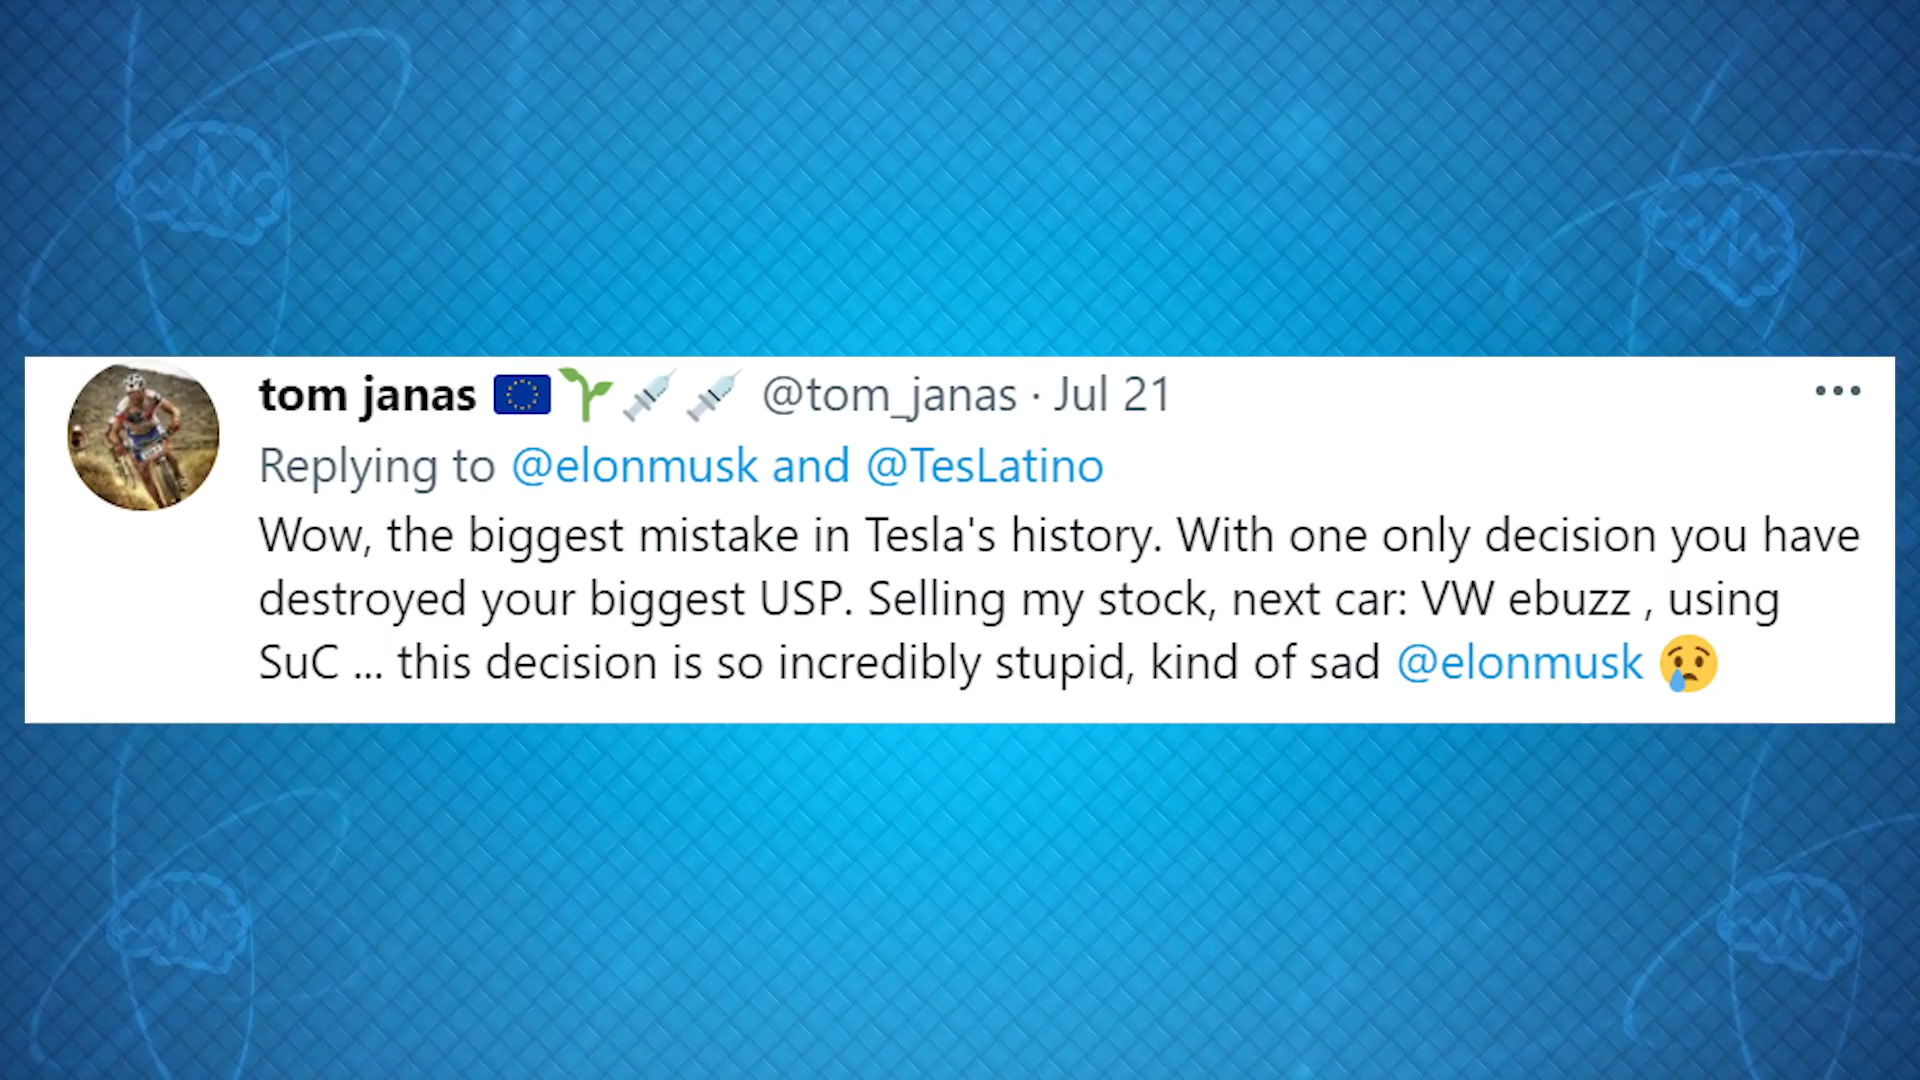 tom janas 🇪🇺🌱💉💉 @tom_janas · Jul 21
Replying to @elonmusk and @TesLatino
Wow, the biggest mistake in Tesla's history. With one only decision you have
destroyed your biggest USP. Selling my stock, next car: VW ebuzz , using
SuC ... this decision is so incredibly stupid, kind of sad @elonmusk 😢